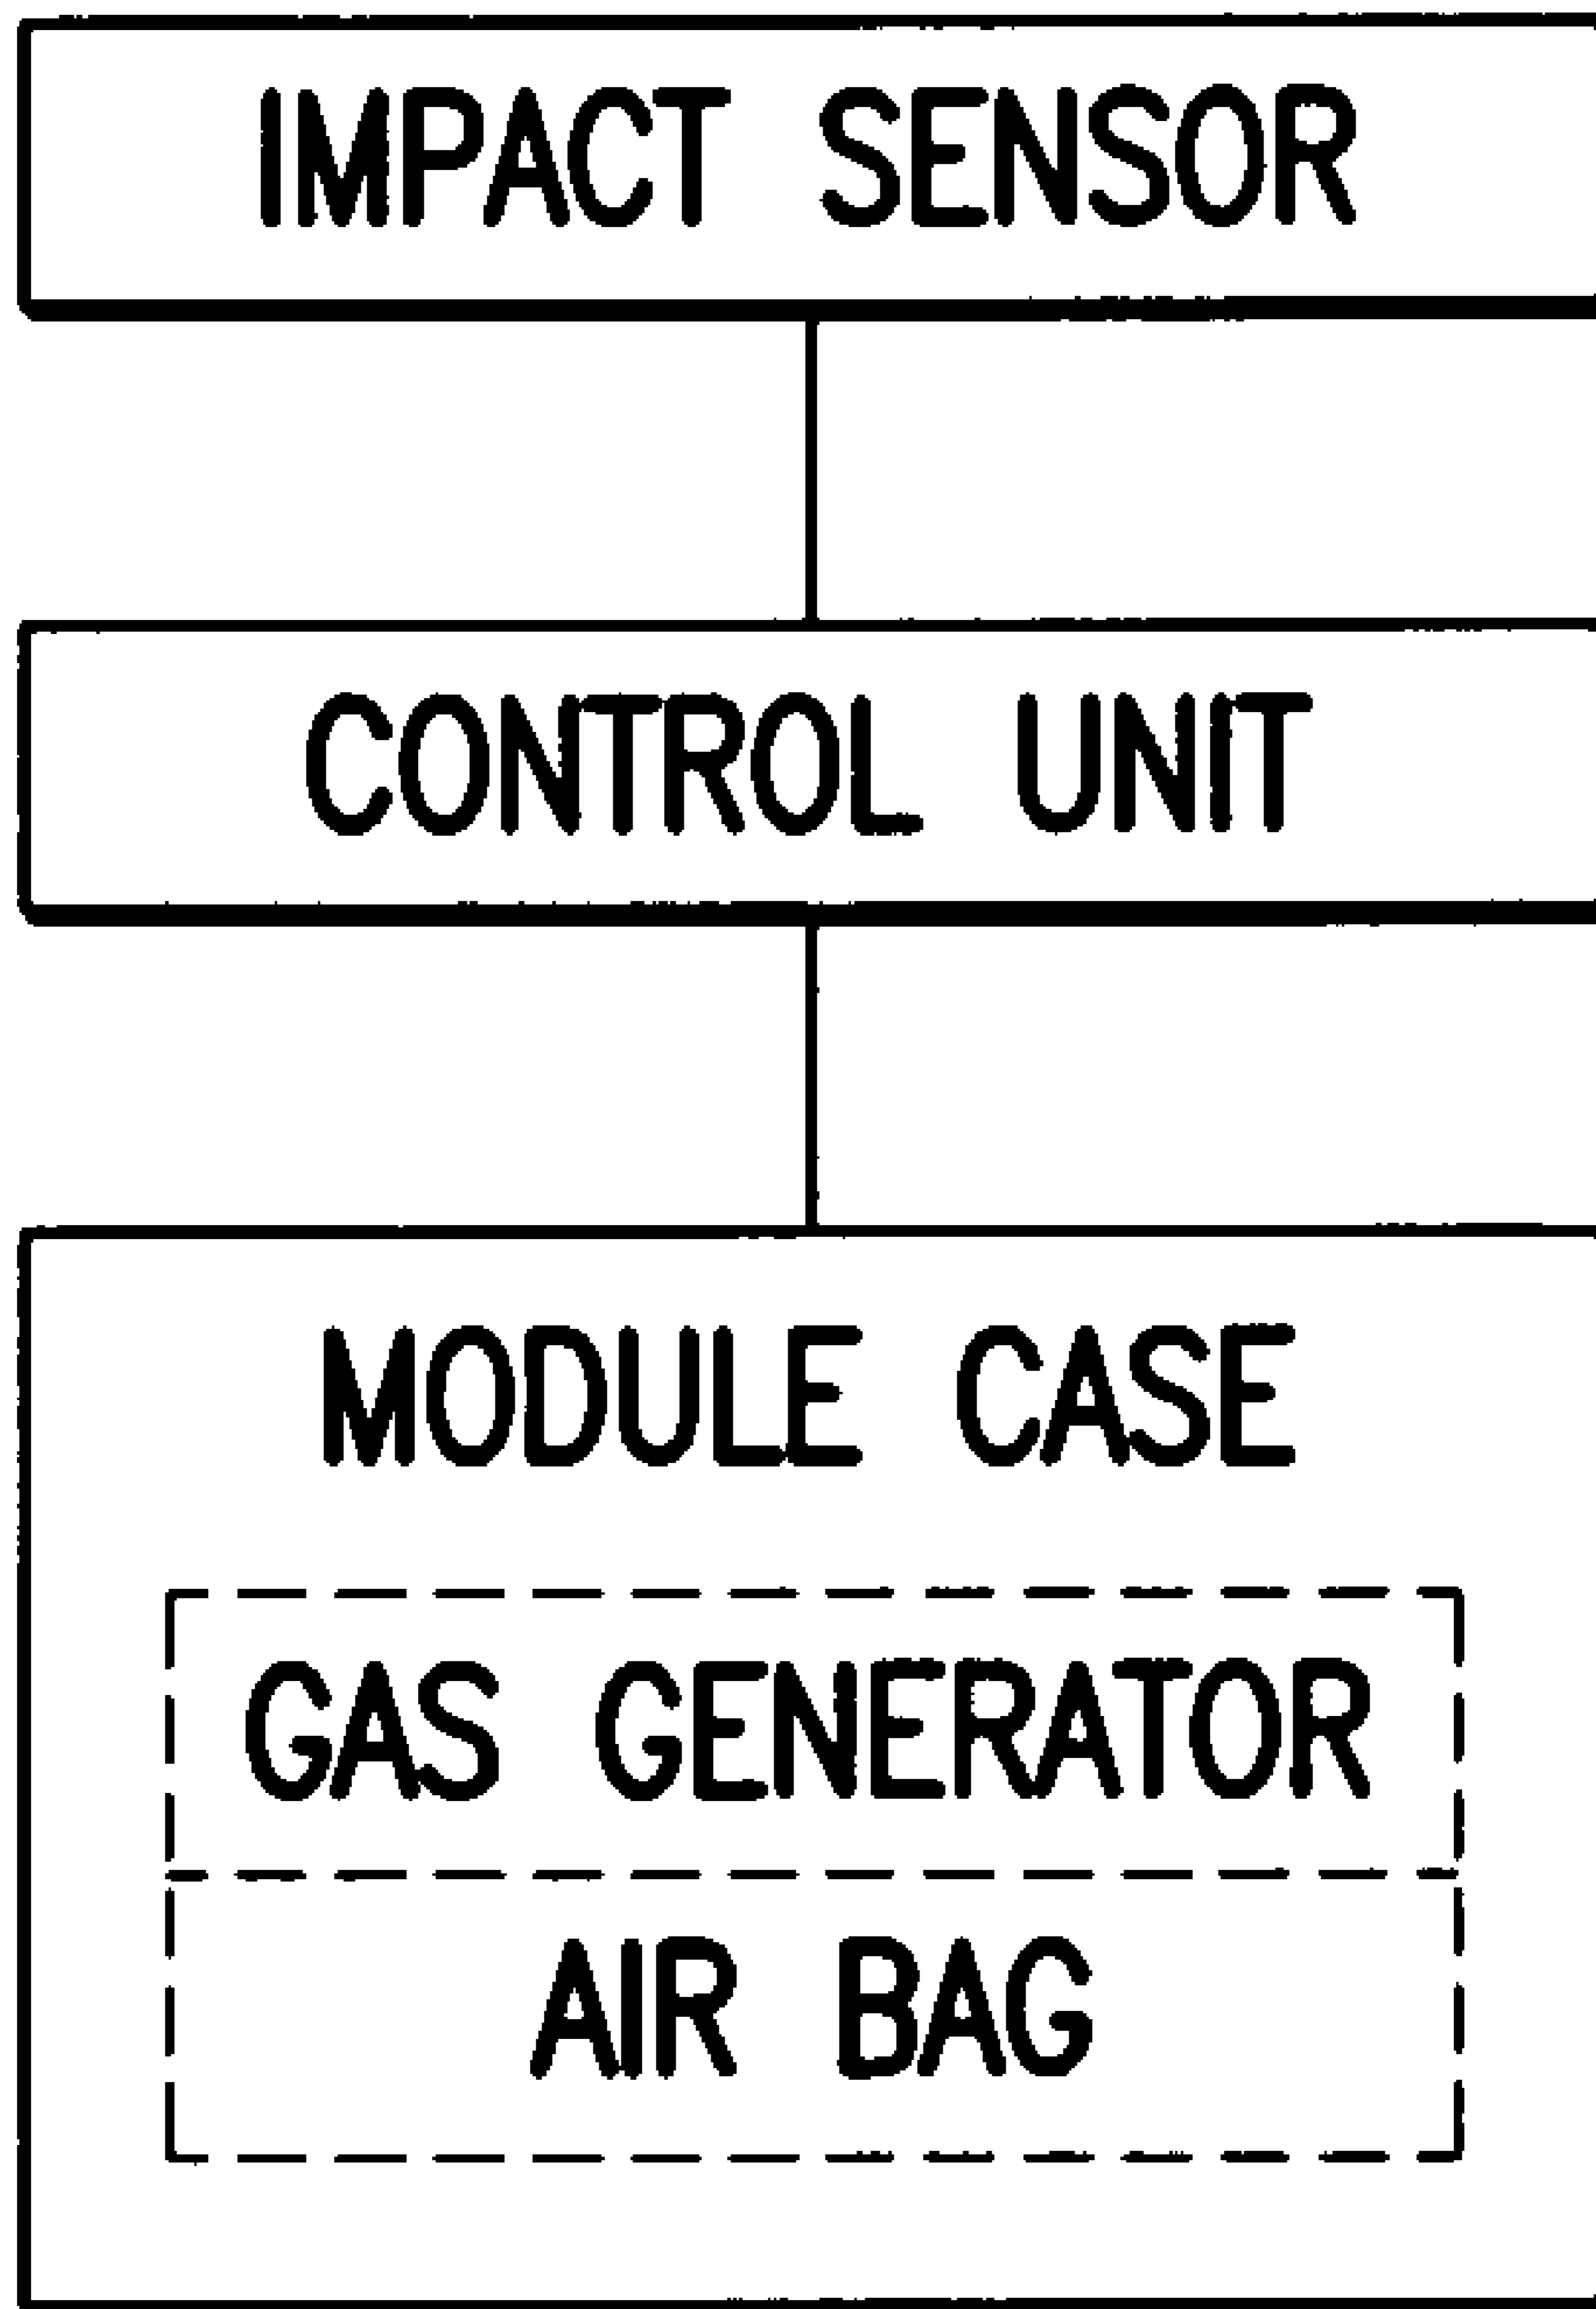 IMPACT SENSOR
CONTROL UNIT
MODULE CASE
GAS GENERATOR
AIR BAG